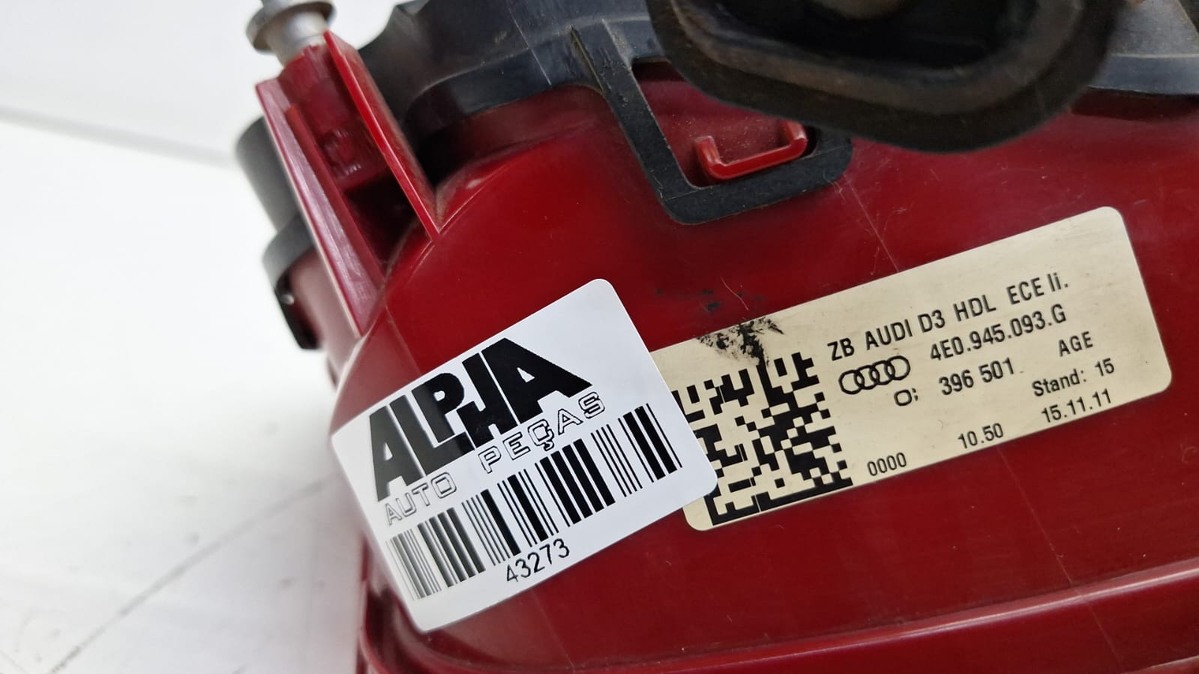 ALPHA
AUTO PEÇAS
43273
ZB AUDI D3 HDL ECE li.
4E0.945.093.G
396 501 AGE
Stand: 15
0000 10.50 15.11.11